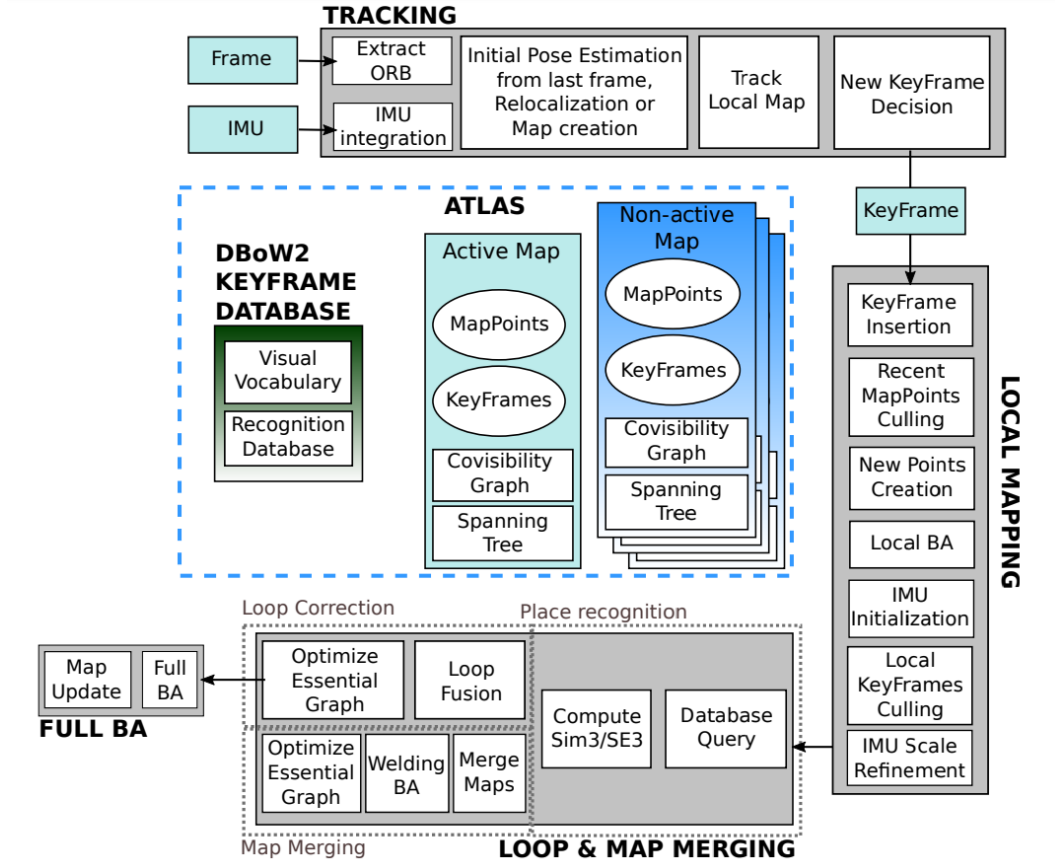 TRACKING
Frame
IMU
Extract
ORB
IMU
integration
Initial Pose Estimation
from last frame,
Relocalization or
Map creation
Track
Local Map
New KeyFrame
Decision
KeyFrame
ATLAS
DBoW2
KEYFRAME
DATABASE
Visual
Vocabulary
Recognition
Database
Active Map
MapPoints
KeyFrames
Covisibility
Graph
Spanning
Tree
Non-active
Map
MapPoints
KeyFrames
Covisibility
Graph
Spanning
Tree
LOCAL MAPPING
KeyFrame
Insertion
Recent
MapPoints
Culling
New Points
Creation
Local BA
IMU
Initialization
Local
KeyFrames
Culling
IMU Scale
Refinement
Loop Correction
Place recognition
Optimize
Essential
Graph
Loop
Fusion
Compute
Sim3/SE3
Database
Query
Map
Update
Full
BA
FULL BA
Optimize
Essential
Graph
Welding
BA
Merge
Maps
Map Merging
LOOP & MAP MERGING